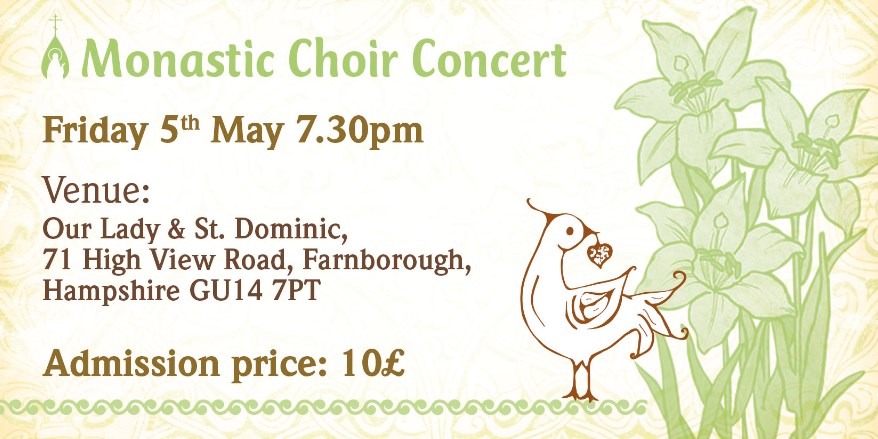 Monastic Choir Concert
Friday 5th May 7.30pm
Venue:
Our Lady & St. Dominic,
71 High View Road, Farnborough,
Hampshire GU14 7PT
Admission price: 10£